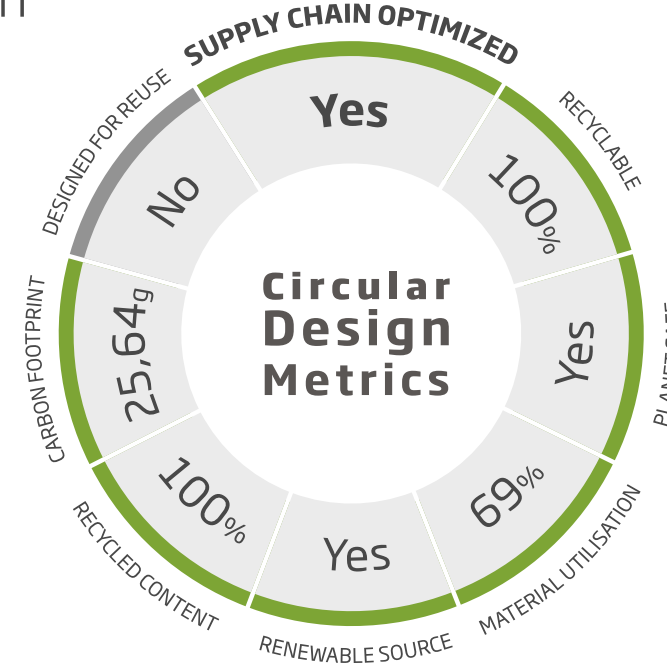 SUPPLY CHAIN OPTIMIZED
Yes
RECYCLABLE
100%
Yes
MATERIAL UTILISATION
69%
RENEWABLE SOURCE
Yes
RECYCLED CONTENT
100%
CARBON FOOTPRINT
25,64g
DESIGNED FOR REUSE
No
Circular
Design
Metrics